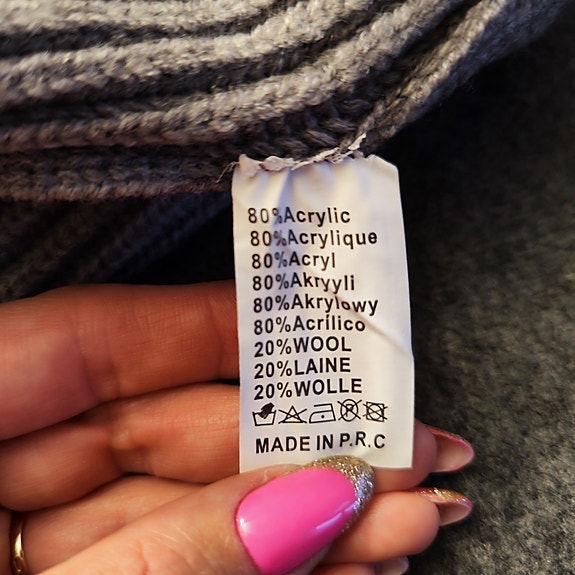 80%Acrylic
80%Acrylique
80%Acryl
80%Akryyli
80%Akrylowy
80%Acrílico
20%WOOL
20%LAINE
20%WOLLE
MADE IN P.R.C